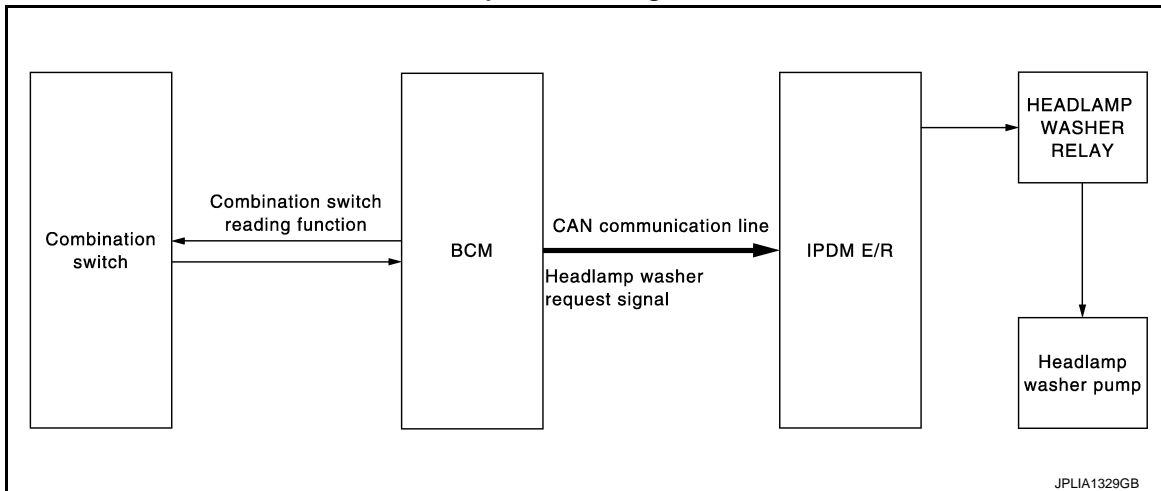 Combination
switch
Combination switch
reading function
BCM
CAN communication line
Headlamp washer
request signal
IPDM E/R
HEADLAMP
WASHER
RELAY
Headlamp
washer pump
JPLIA1329GB